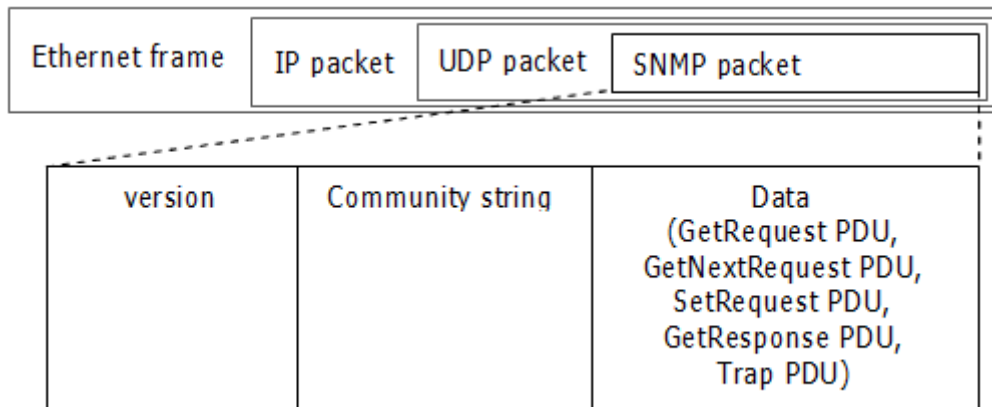 Ethernet frame
IP packet
UDP packet
SNMP packet
version
Community string
Data
(GetRequest PDU,
GetNextRequest PDU,
SetRequest PDU,
GetResponse PDU,
Trap PDU)